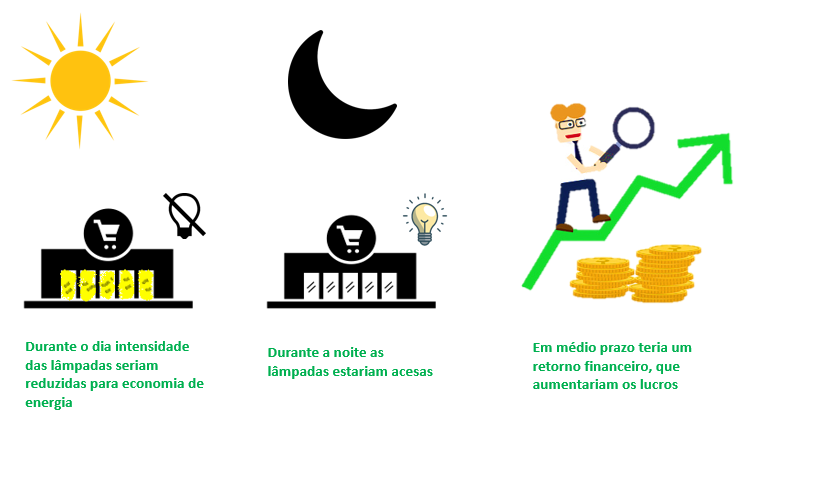 Durante o dia intensidade
das lâmpadas seriam
reduzidas para economia de
energia
Durante a noite as
lâmpadas estariam acesas
Em médio prazo teria um
retorno financeiro, que
aumentariam os lucros